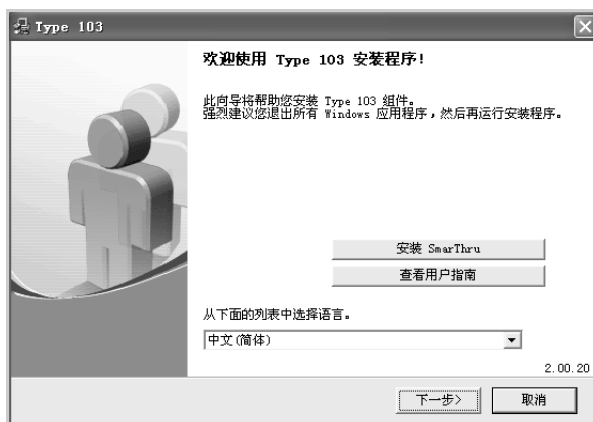 Type 103
欢迎使用 Type 103 安装程序!
此向导将帮助您安装 Type 103 组件。
强烈建议您退出所有 Windows 应用程序,然后再运行安装程序。
安装 SmarThru
查看用户指南
从下面的列表中选择语言。
中文(简体)
2.00.20
下一步>
取消